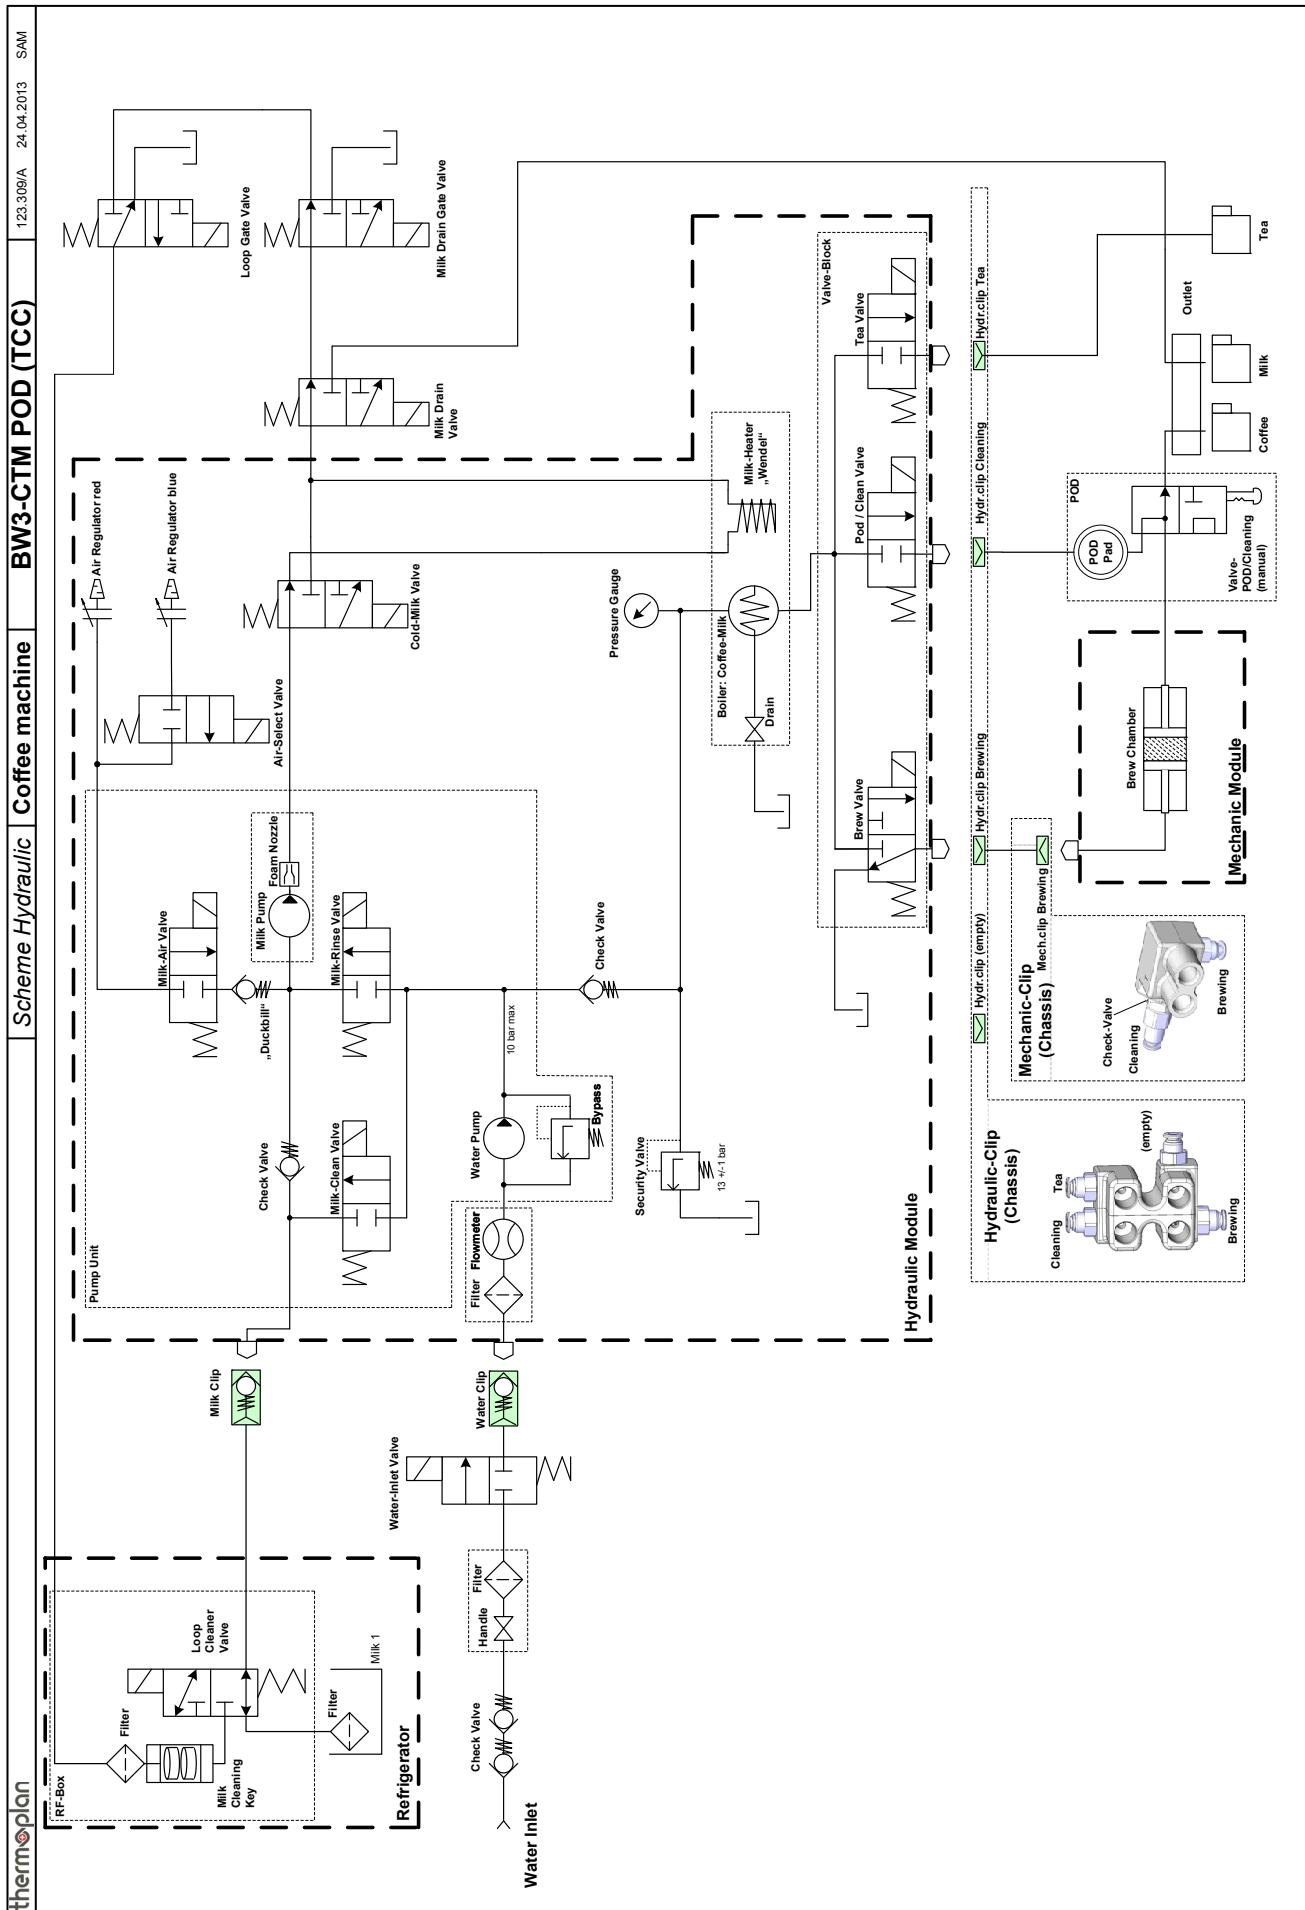 thermoplan
Scheme Hydraulic
Coffee machine
BW3-CTM POD (TCC)
123.309/A
24.04.2013
SAM
RF-Box
Filter
Milk
Cleaning
Key
Loop
Cleaner
Valve
Filter
Milk 1
Refrigerator
Milk Clip
Water Inlet
Check Valve
Handle
Filter
Water-Inlet Valve
Water Clip
Pump Unit
Filter
Flowmeter
Check Valve
Milk-Clean Valve
Water Pump
Bypass
10 bar max
Milk-Air Valve
„Duckbill“
Milk Pump
Foam Nozzle
Milk-Rinse Valve
Check Valve
Security Valve
13 +/-1 bar
Air-Select Valve
Air Regulator red
Air Regulator blue
Cold-Milk Valve
Pressure Gauge
Boiler: Coffee-Milk
Drain
Milk-Heater
„Wendel“
Milk Drain
Valve
Loop Gate Valve
Milk Drain Gate Valve
Valve-Block
Brew Valve
Pod / Clean Valve
Tea Valve
Hydraulic Module
Hydr.clip (empty)
Hydr.clip Brewing
Hydr.clip Cleaning
Hydr.clip Tea
Hydraulic-Clip
(Chassis)
Cleaning
Tea
(empty)
Brewing
Mechanic-Clip
(Chassis)
Mech.clip Brewing
Check-Valve
Cleaning
Brewing
Brew Chamber
Mechanic Module
POD
POD
Pad
Valve-
POD/Cleaning
(manual)
Outlet
Coffee
Milk
Tea